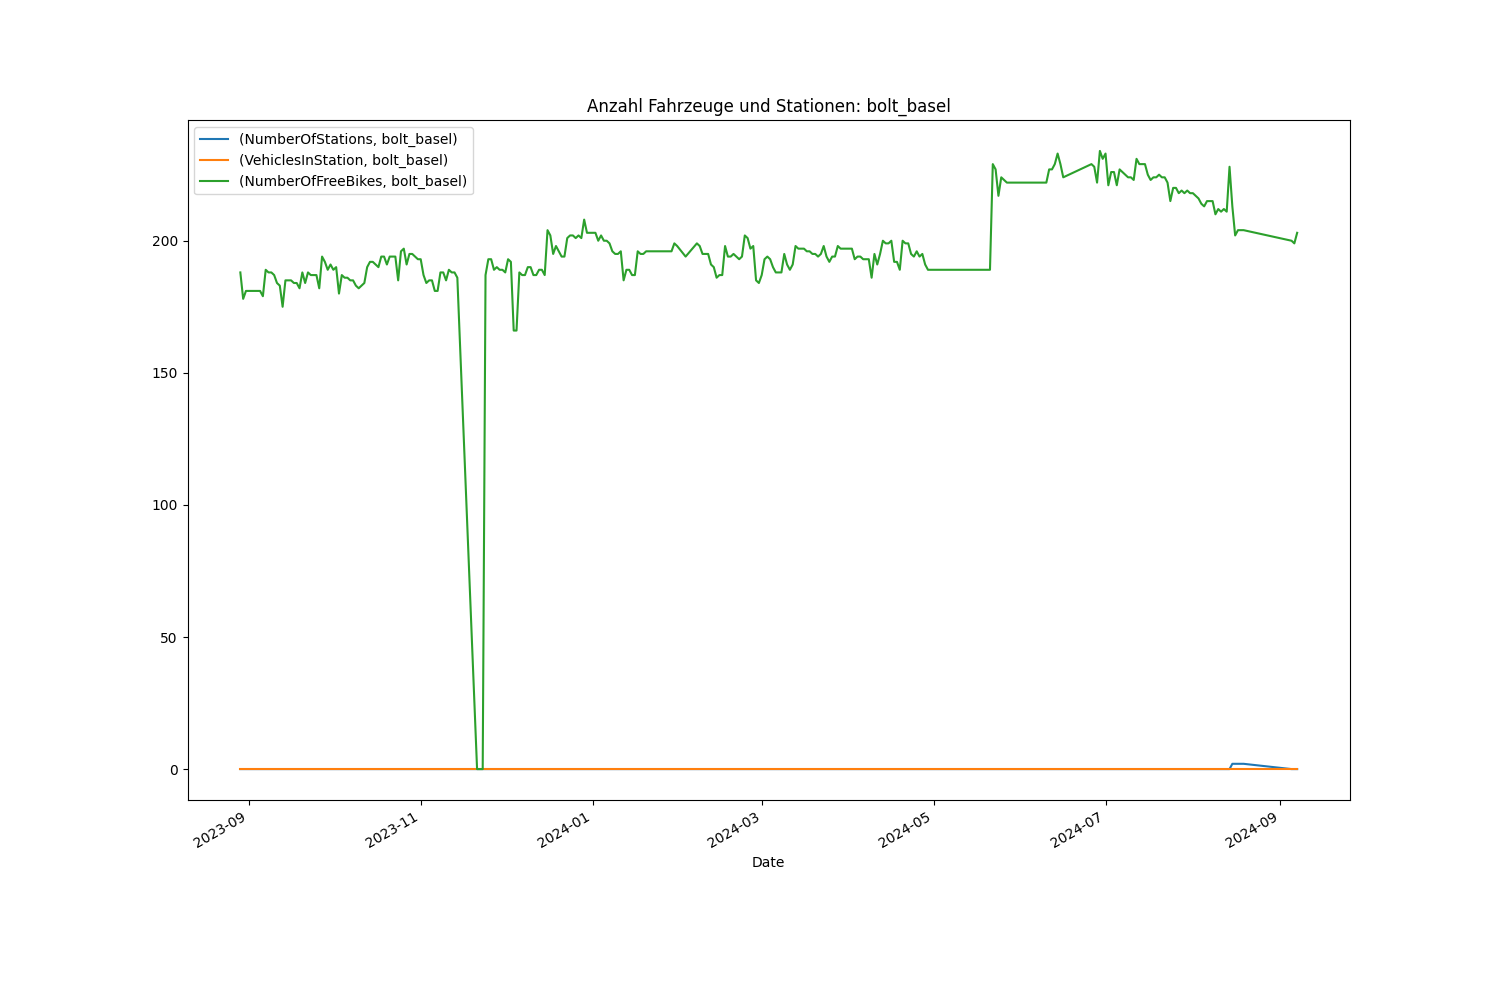 Anzahl Fahrzeuge und Stationen: bolt_basel
(NumberOfStations, bolt_basel)
(VehiclesInStation, bolt_basel)
(NumberOfFreeBikes, bolt_basel)
200
150
100
50
0
2023-09
2023-11
2024-01
2024-03
2024-05
2024-07
2024-09
Date